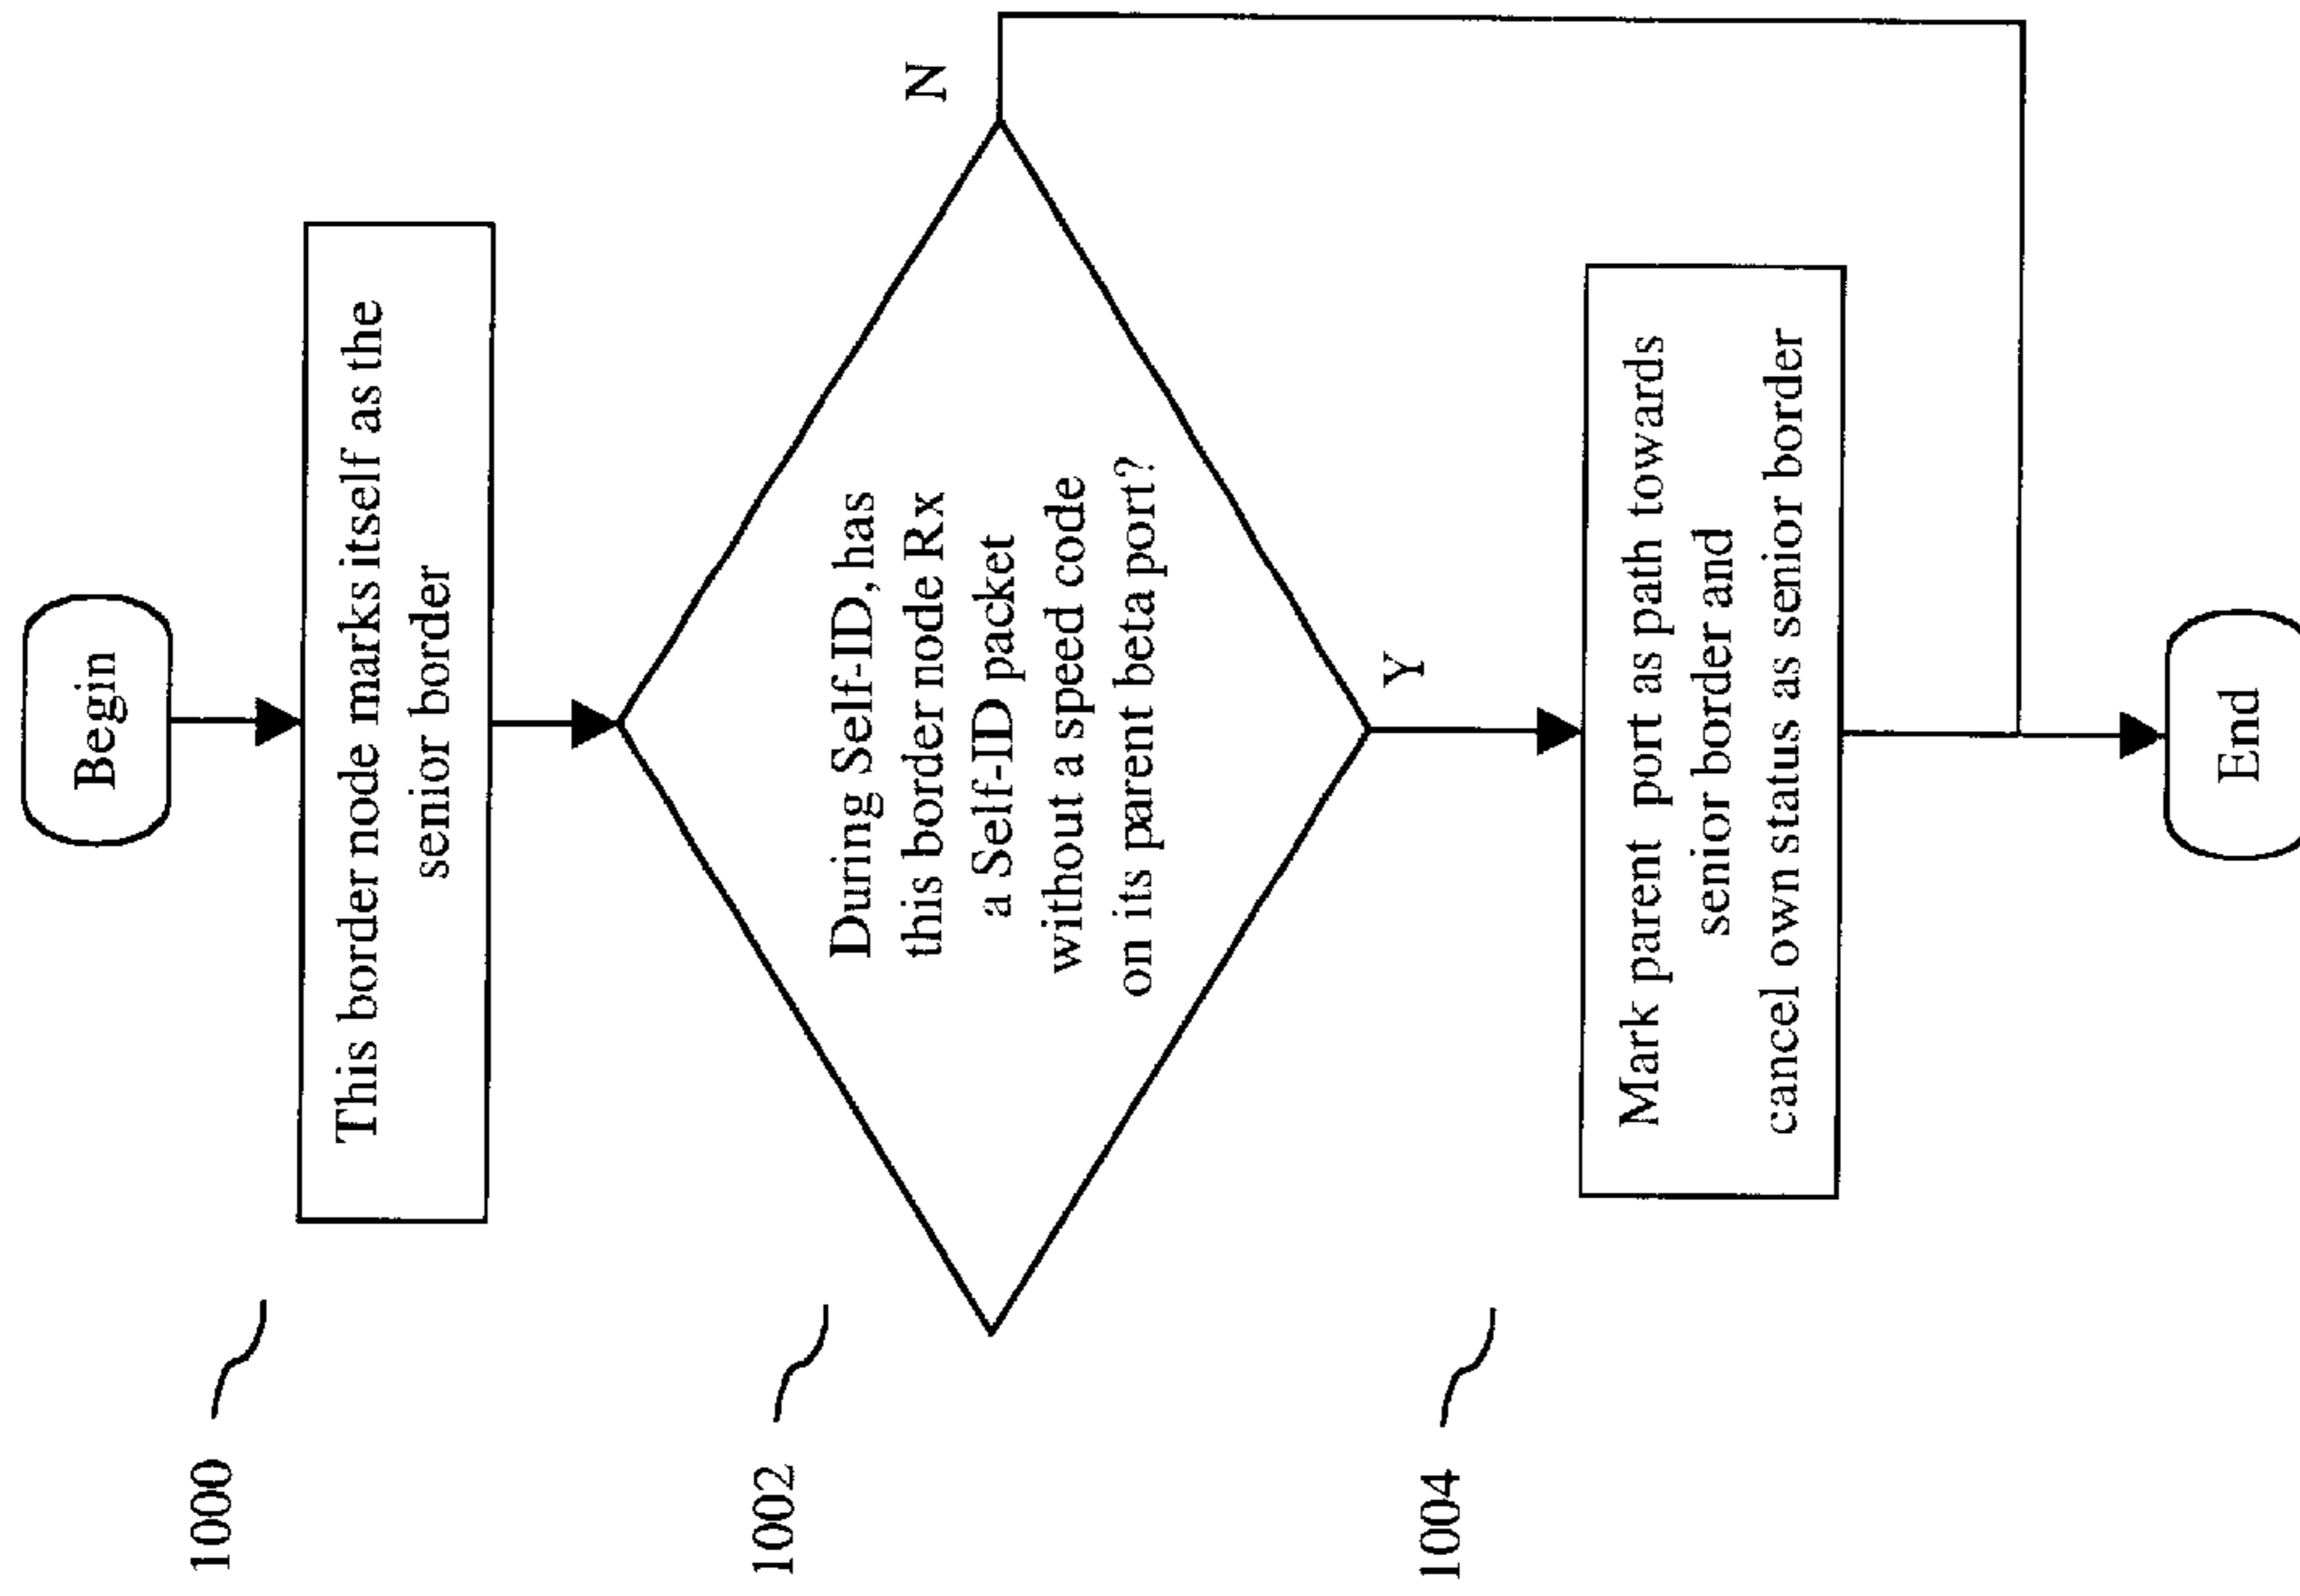 Begin
1000
This border node marks itself as the
senior border
1002
During Self-ID, has
this border node Rx
a Self-ID packet
without a speed code
on its parent beta port?
N
Y
1004
Mark parent port as path towards
senior border and
cancel own status as senior border
End